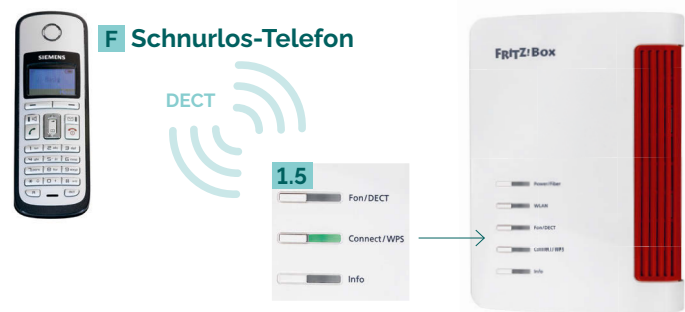 F Schnurlos-Telefon
SIEMENS
DECT
1.5
Fon/DECT
Connect/WPS
Info
FRITZ!Box
Power/Fiber
WLAN
Fon/DECT
Connect/WPS
Info